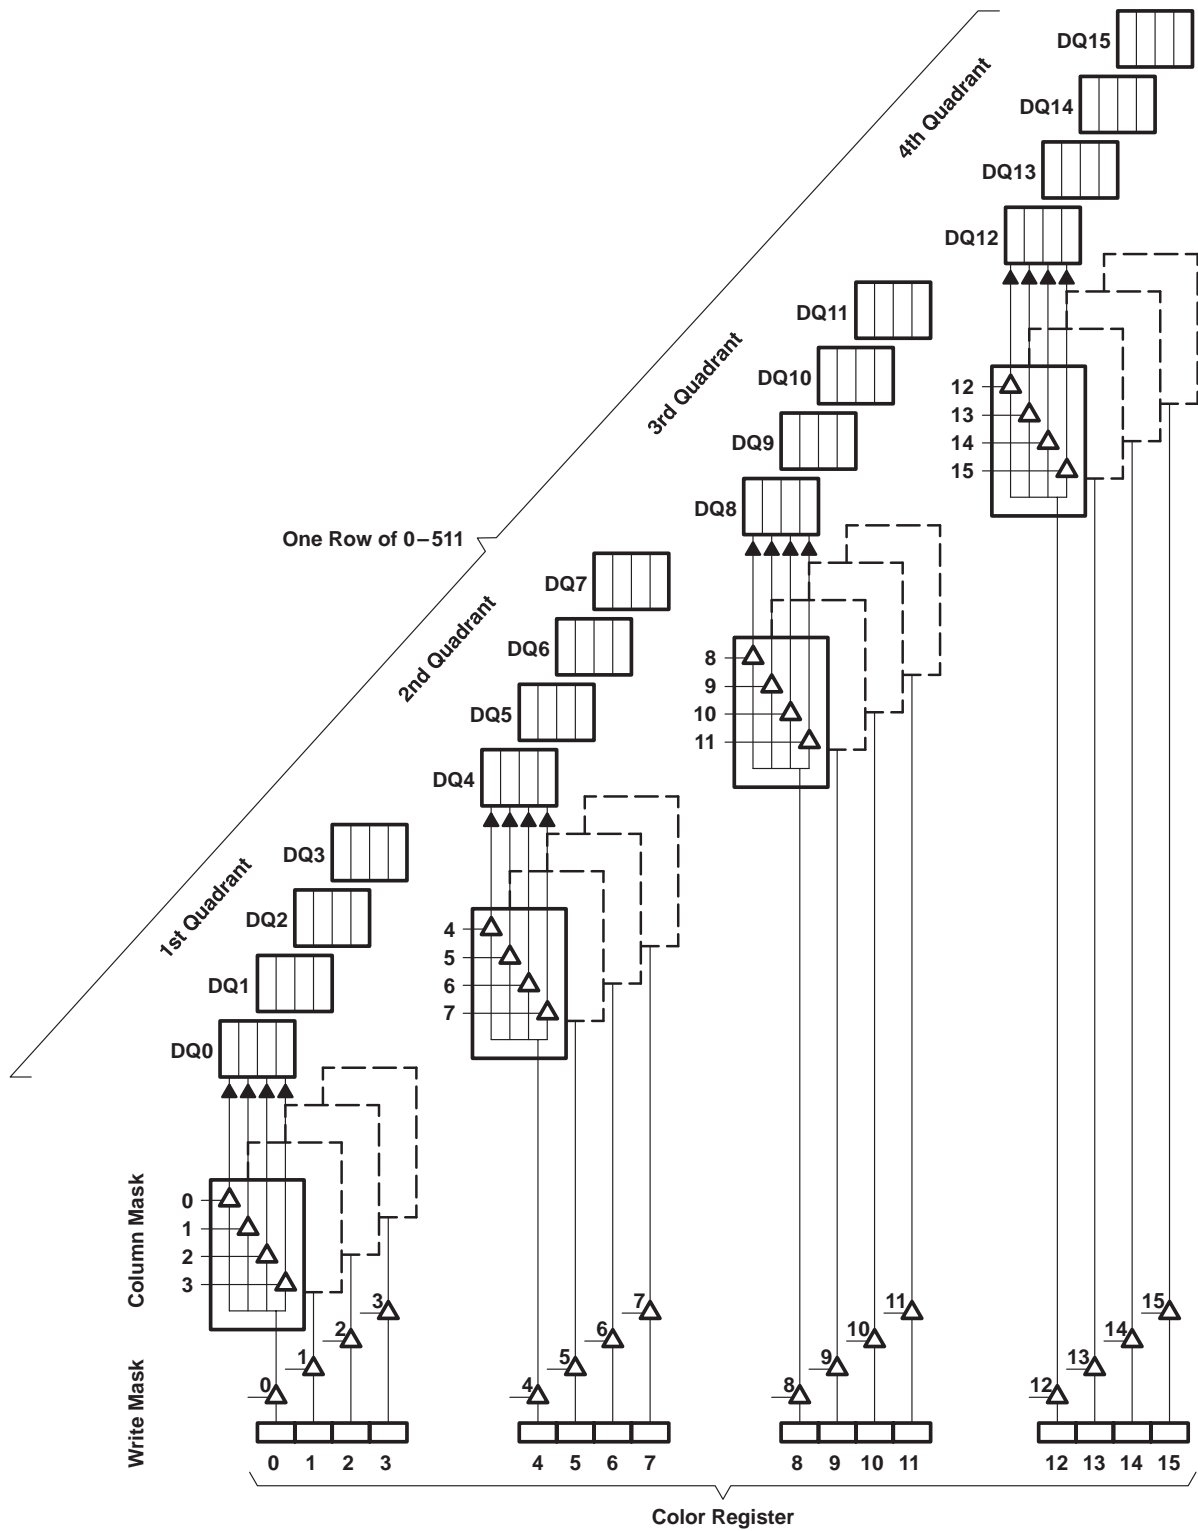 DQ15
DQ14
DQ13
DQ12
4th Quadrant
12
13
14
15
DQ11
DQ10
DQ9
DQ8
3rd Quadrant
8
9
10
11
One Row of 0–511
DQ7
DQ6
DQ5
DQ4
2nd Quadrant
4
5
6
7
DQ3
DQ2
DQ1
DQ0
1st Quadrant
Column Mask
0
1
2
3
Write Mask
0
1
2
3
4
5
6
7
8
9
10
11
12
13
14
15
0 1 2 3 4 5 6 7 8 9 10 11 12 13 14 15
Color Register